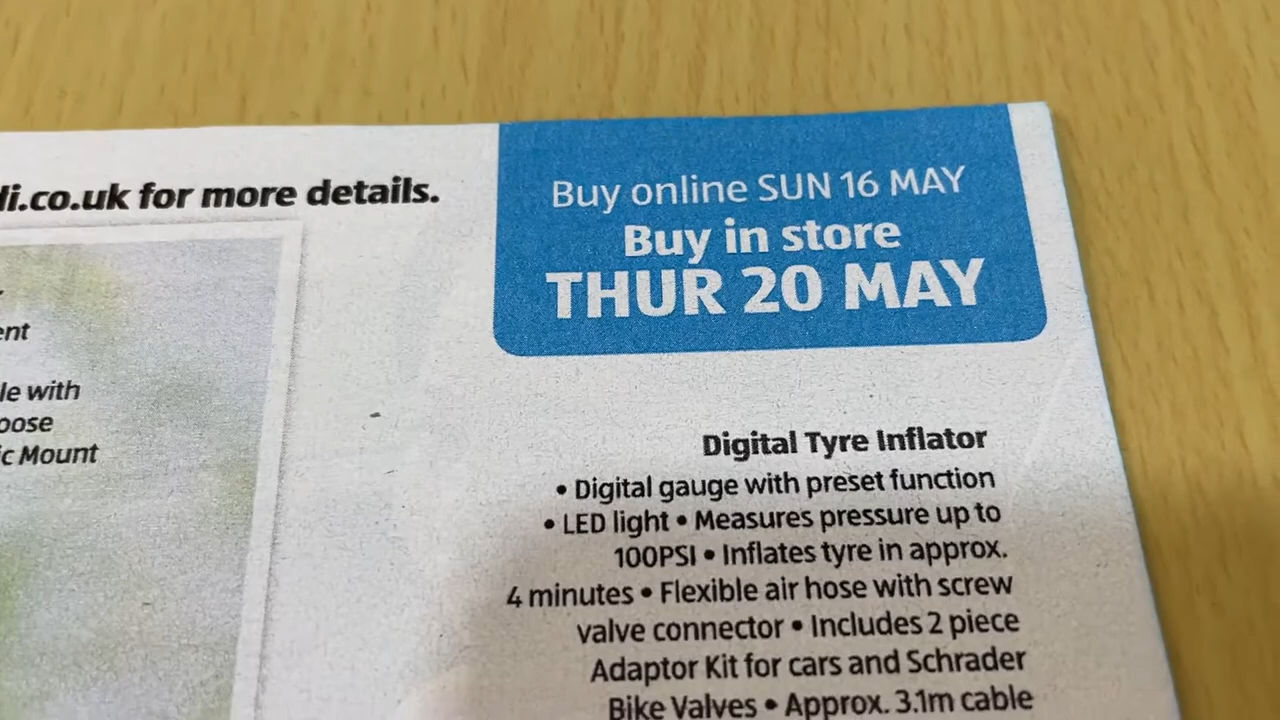 di.co.uk for more details.
Buy online SUN 16 MAY
Buy in store
THUR 20 MAY
ent
le with
oose
ic Mount
Digital Tyre Inflator
• Digital gauge with preset function
• LED light • Measures pressure up to
100PSI • Inflates tyre in approx.
4 minutes • Flexible air hose with screw
valve connector • Includes 2 piece
Adaptor Kit for cars and Schrader
Bike Valves • Approx. 3.1m cable